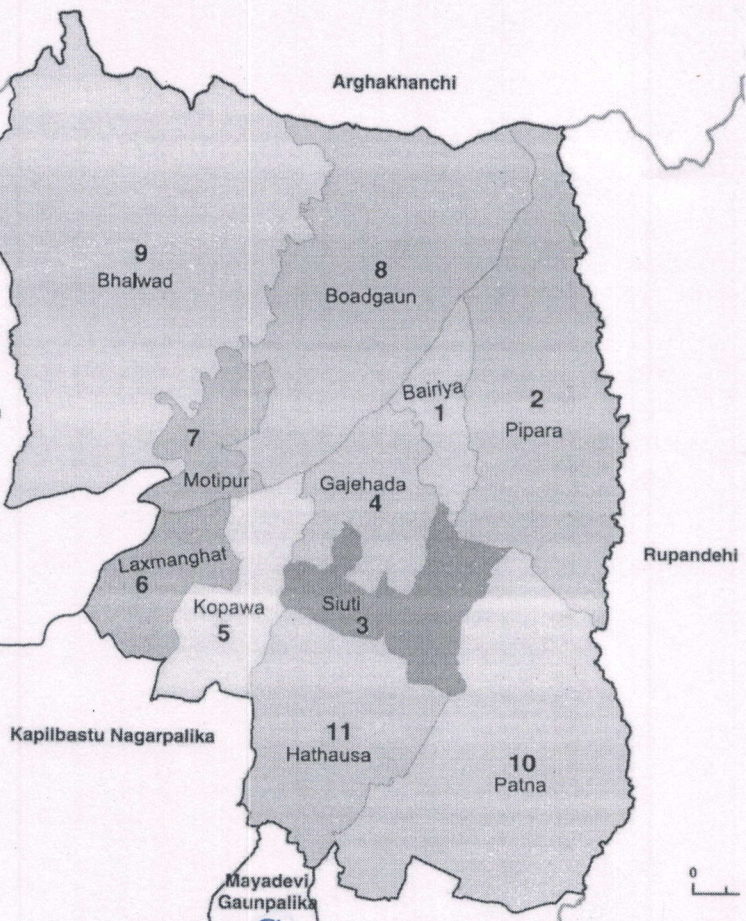 Arghakhanchi
9
Bhalwad
8
Boadgaun
Bairiya
1
2
Pipara
7
Motipur
Gajehada
4
Laxmanghat
6
Rupandehi
Siuti
3
Kopawa
5
Kapilbastu Nagarpalika
11
Hathausa
10
Patna
Mayadevi
Gaunpalika
0